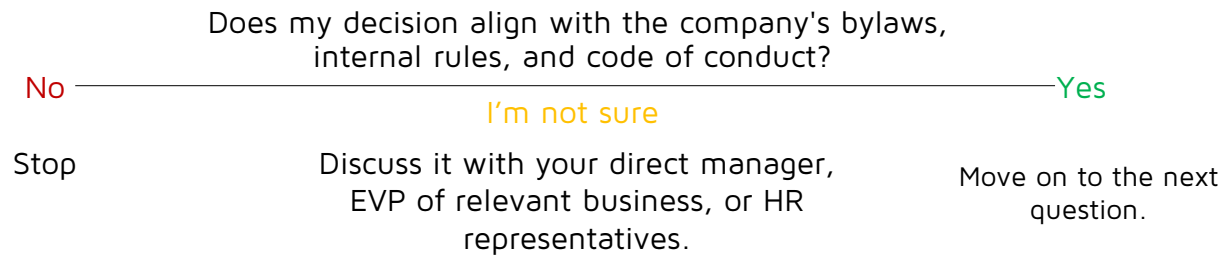 Does my decision align with the company's bylaws,
internal rules, and code of conduct?
No
Yes
I'm not sure
Stop
Discuss it with your direct manager,
EVP of relevant business, or HR
representatives.
Move on to the next
question.